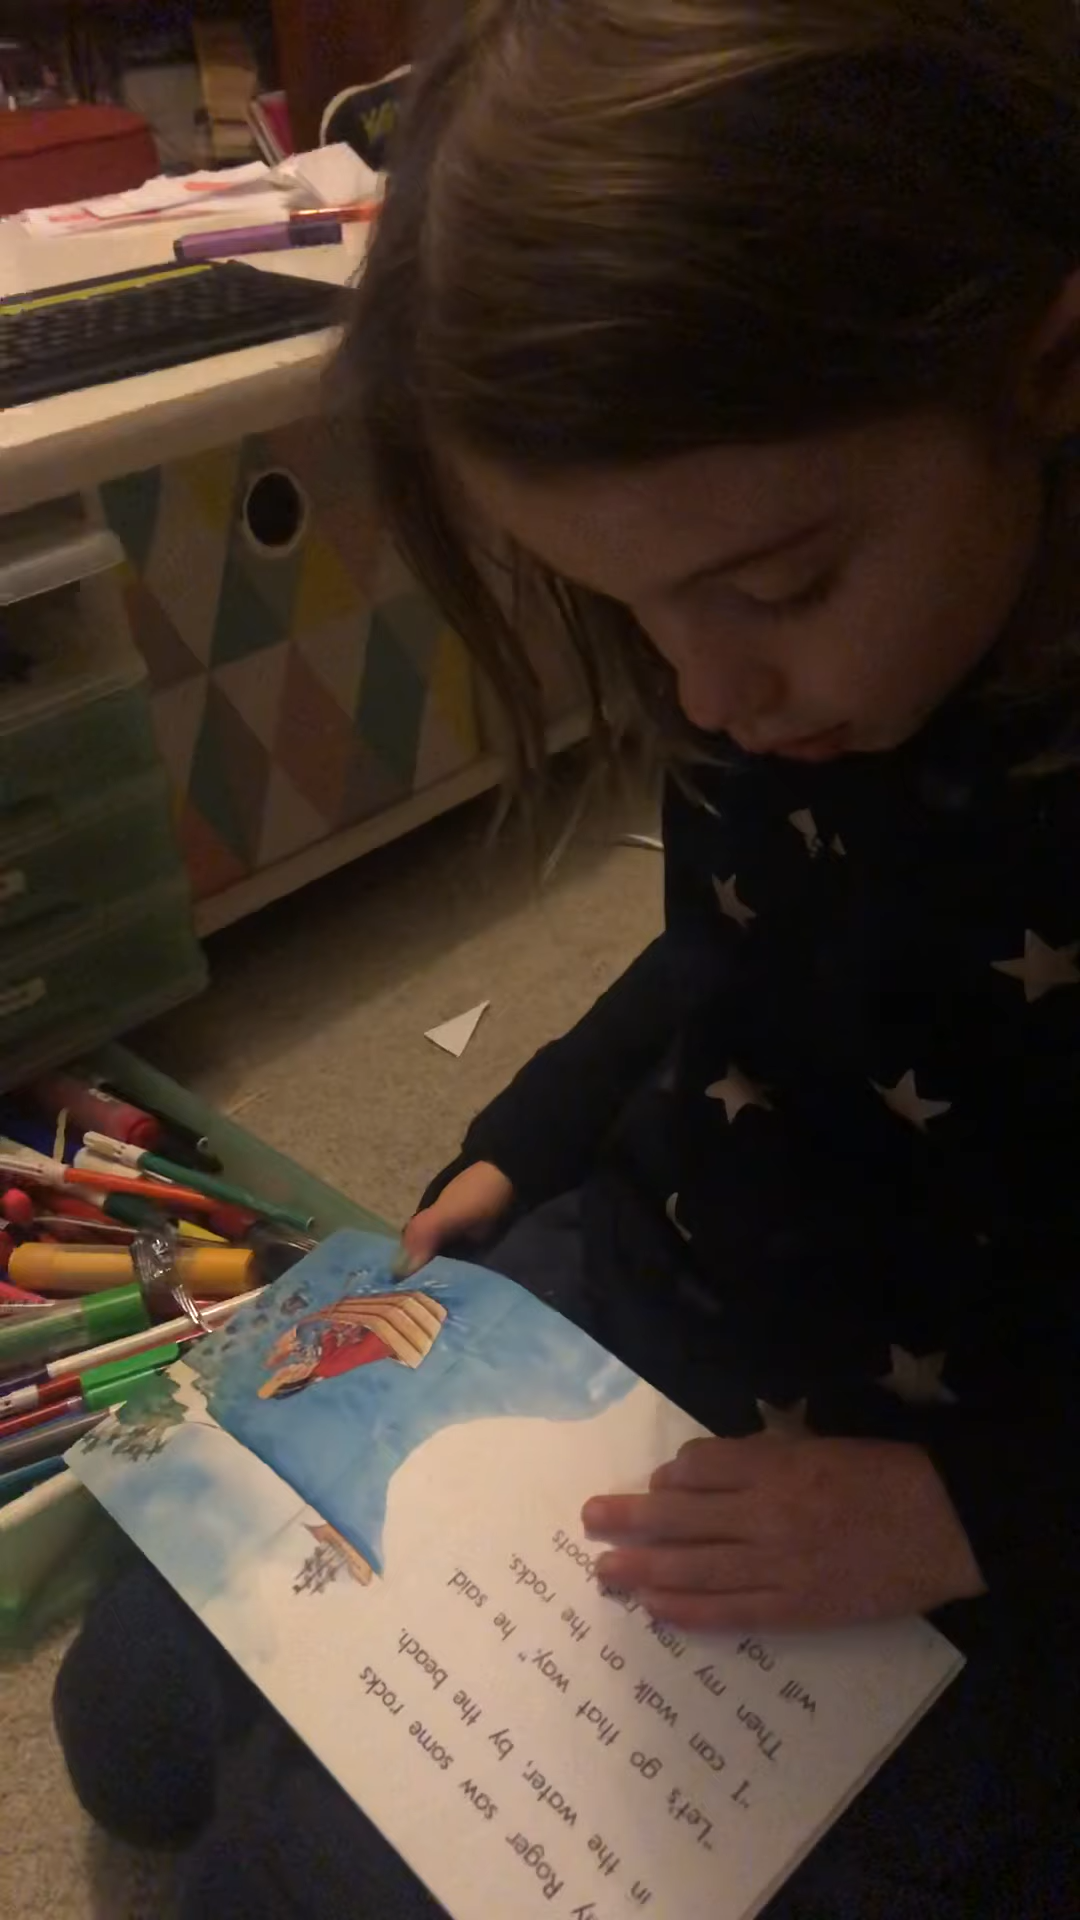 y Roger saw some rocks
in the water, by the beach.
"Let's go that way," he said.
"I can walk on the rocks.
Then my new red boots
will not